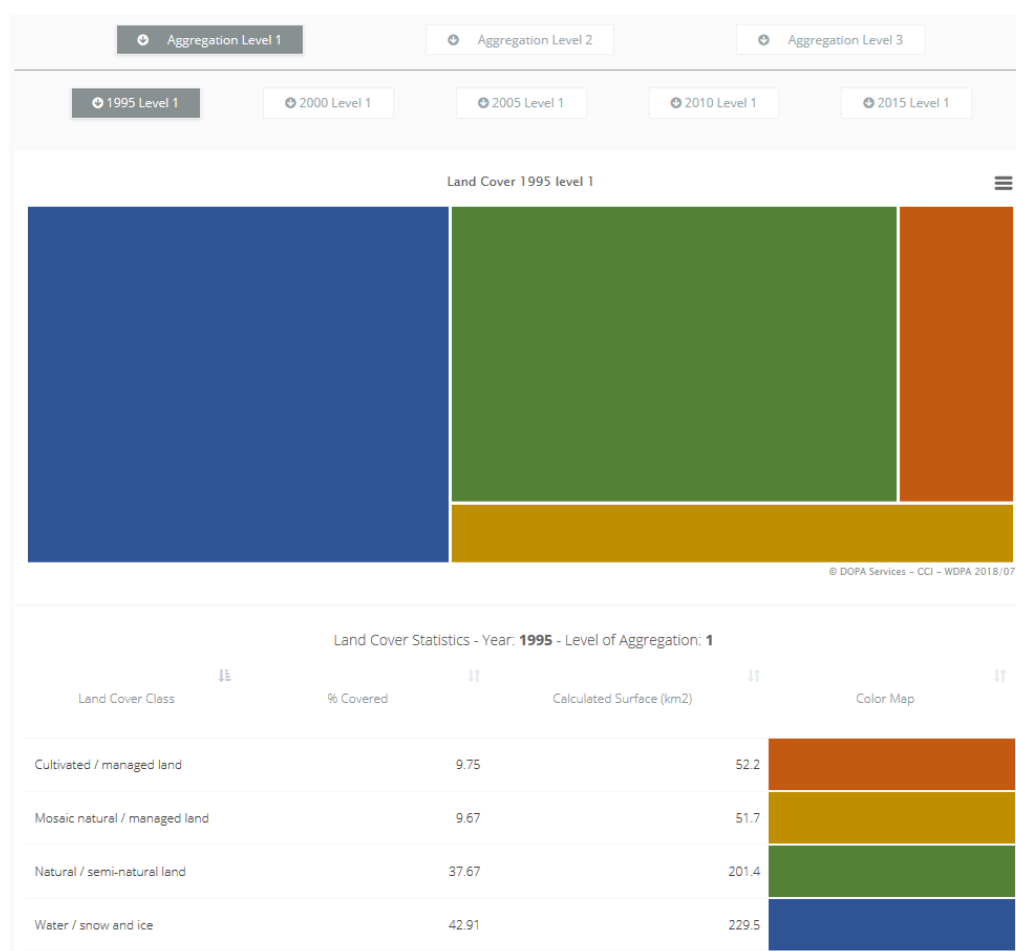 Aggregation Level 1 Aggregation Level 2 Aggregation Level 3
1995 Level 1 2000 Level 1 2005 Level 1 2010 Level 1 2015 Level 1
Land Cover 1995 level 1
© DOPA Services – CCI – WDPA 2018/07
Land Cover Statistics - Year: 1995 - Level of Aggregation: 1
Land Cover Class % Covered Calculated Surface (km2) Color Map
Cultivated / managed land 9.75 52.2
Mosaic natural / managed land 9.67 51.7
Natural / semi-natural land 37.67 201.4
Water / snow and ice 42.91 229.5